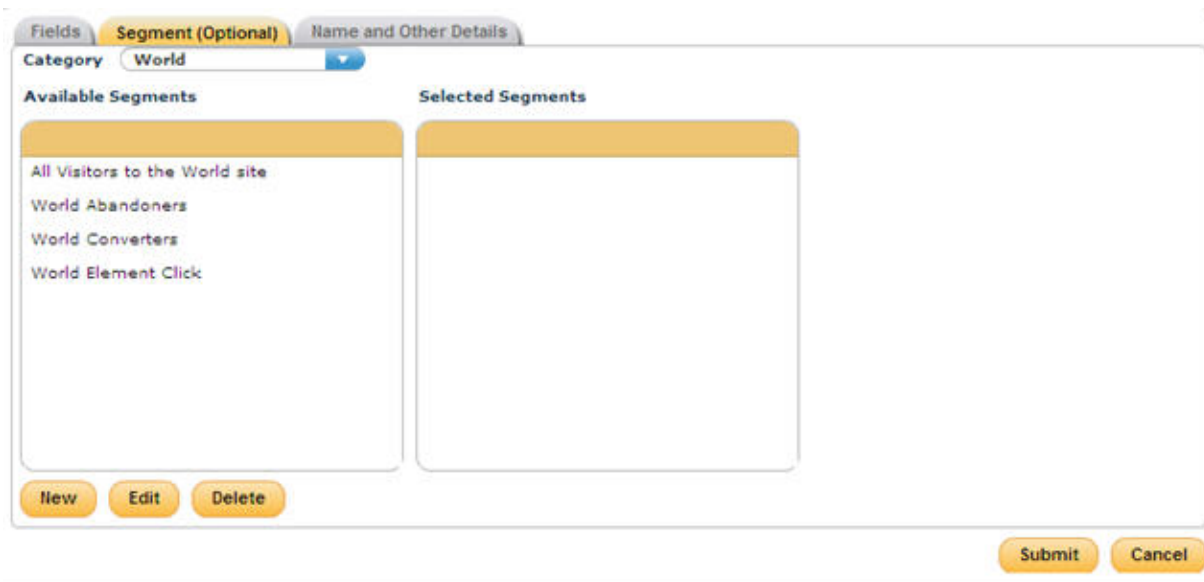 Fields Segment (Optional) Name and Other Details
Category World
Available Segments Selected Segments
All Visitors to the World site
World Abandoners
World Converters
World Element Click
New Edit Delete
Submit Cancel